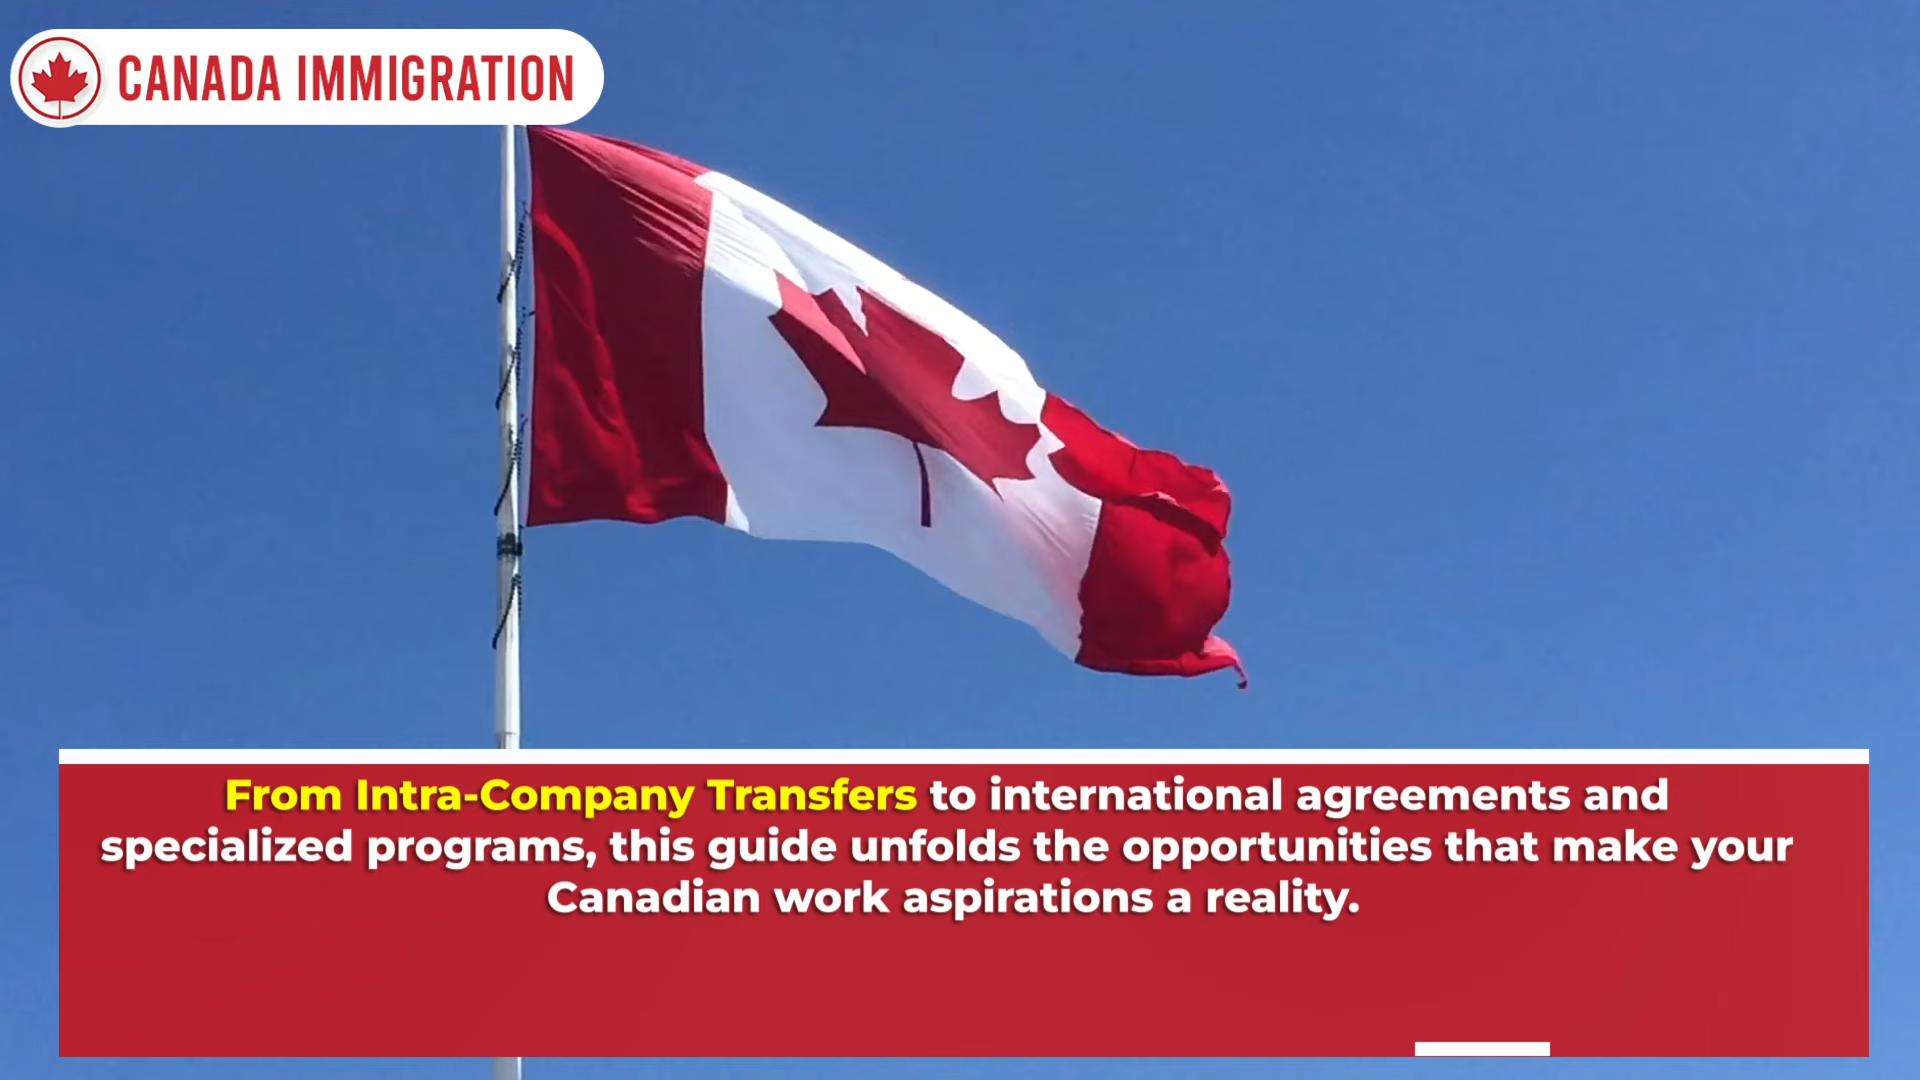 CANADA IMMIGRATION
From Intra-Company Transfers to international agreements and
specialized programs, this guide unfolds the opportunities that make your
Canadian work aspirations a reality.